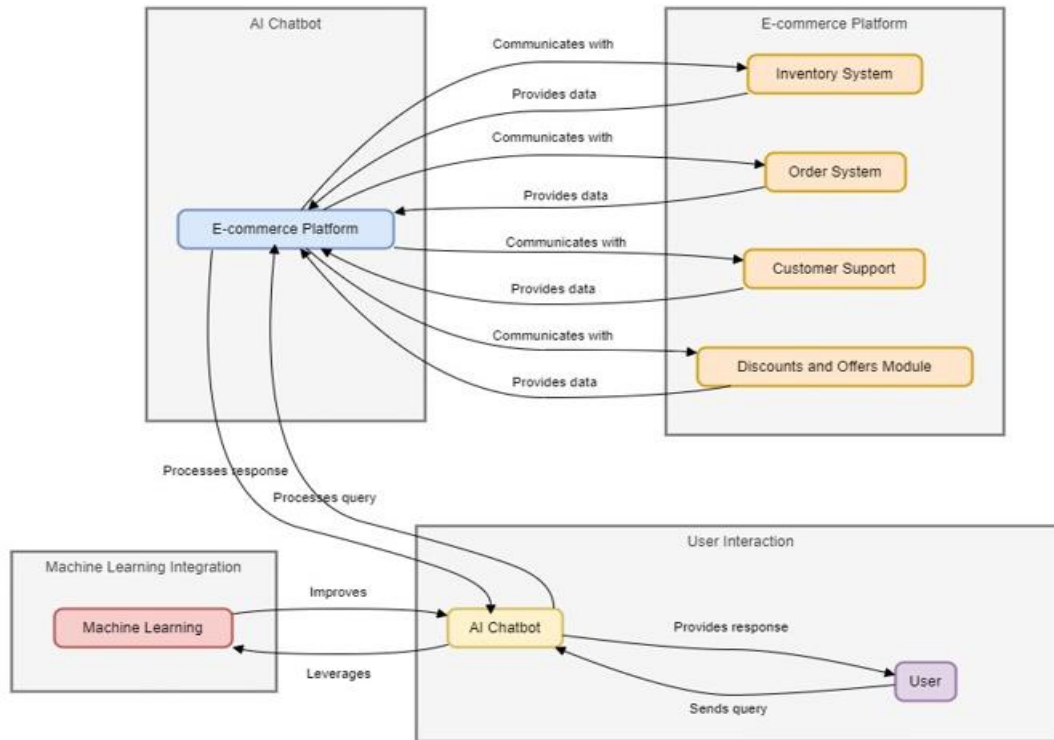 AI Chatbot
E-commerce Platform
Communicates with
Inventory System
Provides data
Communicates with
Order System
Provides data
E-commerce Platform
Communicates with
Customer Support
Provides data
Communicates with
Discounts and Offers Module
Provides data
Processes response
Processes query
User Interaction
Machine Learning Integration
Improves
Machine Learning
AI Chatbot
Provides response
Leverages
User
Sends query